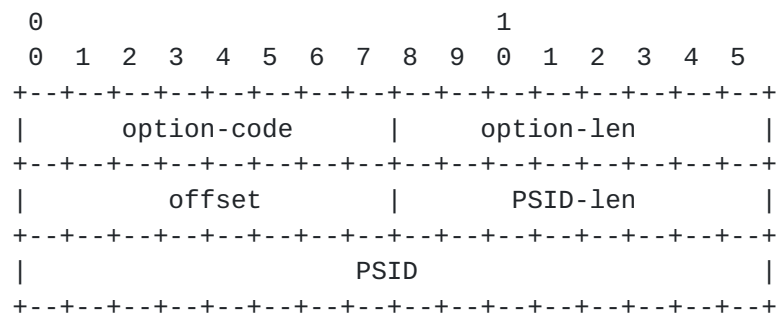 0                             1
 0  1  2  3  4  5  6  7  8  9  0  1  2  3  4  5
+--+--+--+--+--+--+--+--+--+--+--+--+--+--+--+--+
|      option-code      |     option-len        |
+--+--+--+--+--+--+--+--+--+--+--+--+--+--+--+--+
|         offset        |       PSID-len        |
+--+--+--+--+--+--+--+--+--+--+--+--+--+--+--+--+
|                     PSID                      |
+--+--+--+--+--+--+--+--+--+--+--+--+--+--+--+--+